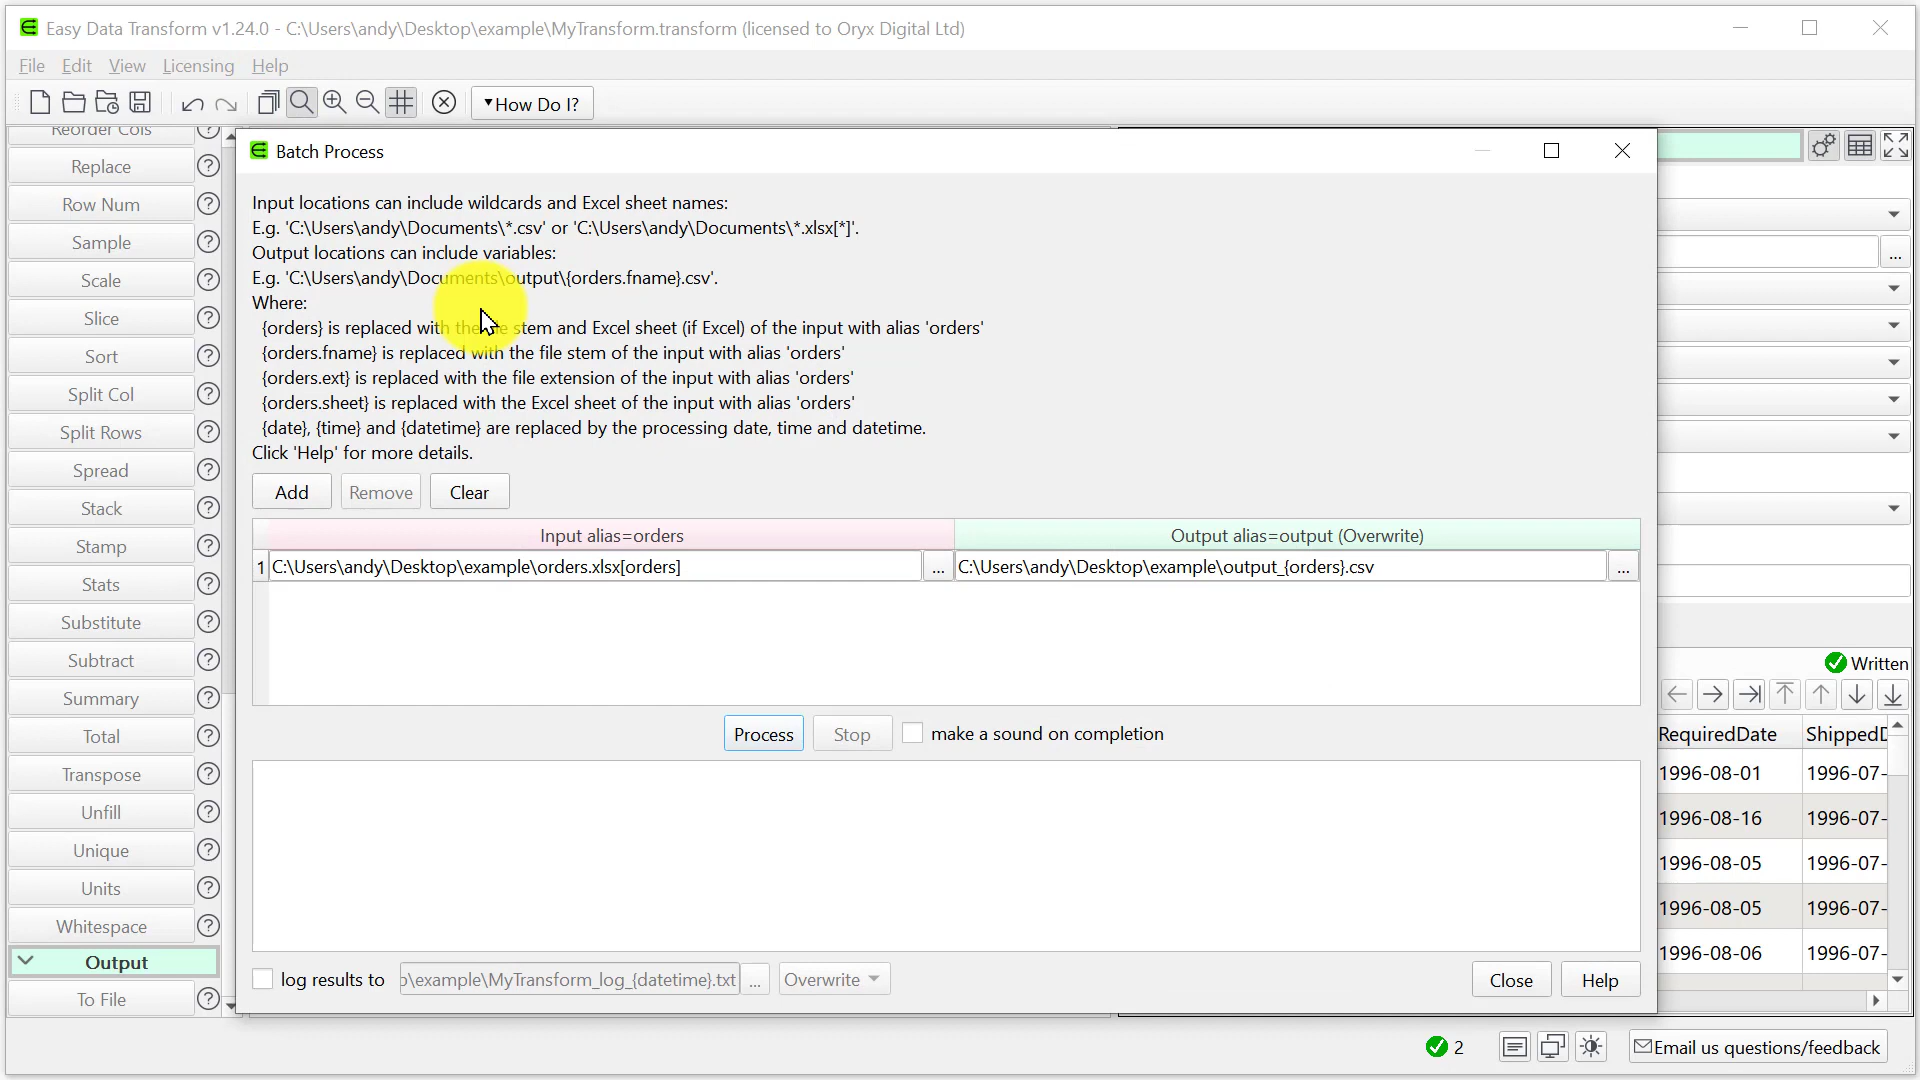 Easy Data Transform v1.24.0 - C:\Users\andy\Desktop\example\MyTransform.transform (licensed to Oryx Digital Ltd)
File Edit View Licensing Help
How Do I?
Reorder Cols
Replace
Row Num
Sample
Scale
Slice
Sort
Split Col
Split Rows
Spread
Stack
Stamp
Stats
Substitute
Subtract
Summary
Total
Transpose
Unfill
Unique
Units
Whitespace
Output
To File
Batch Process
Input locations can include wildcards and Excel sheet names:
E.g. 'C:\Users\andy\Documents\*.csv' or 'C:\Users\andy\Documents\*.xlsx[*]'.
Output locations can include variables:
E.g. 'C:\Users\andy\Documents\output\{orders.fname}.csv'.
Where:
{orders} is replaced with the file stem and Excel sheet (if Excel) of the input with alias 'orders'
{orders.fname} is replaced with the file stem of the input with alias 'orders'
{orders.ext} is replaced with the file extension of the input with alias 'orders'
{orders.sheet} is replaced with the Excel sheet of the input with alias 'orders'
{date}, {time} and {datetime} are replaced by the processing date, time and datetime.
Click 'Help' for more details.
Add Remove Clear
Input alias=orders Output alias=output (Overwrite)
1 C:\Users\andy\Desktop\example\orders.xlsx[orders] ... C:\Users\andy\Desktop\example\output_{orders}.csv ...
Process Stop make a sound on completion
log results to \example\MyTransform_log_{datetime}.txt ... Overwrite
Close Help
...
Written
RequiredDate ShippedD
1996-08-01 1996-07-
1996-08-16 1996-07-
1996-08-05 1996-07-
1996-08-05 1996-07-
1996-08-06 1996-07-
2 Email us questions/feedback